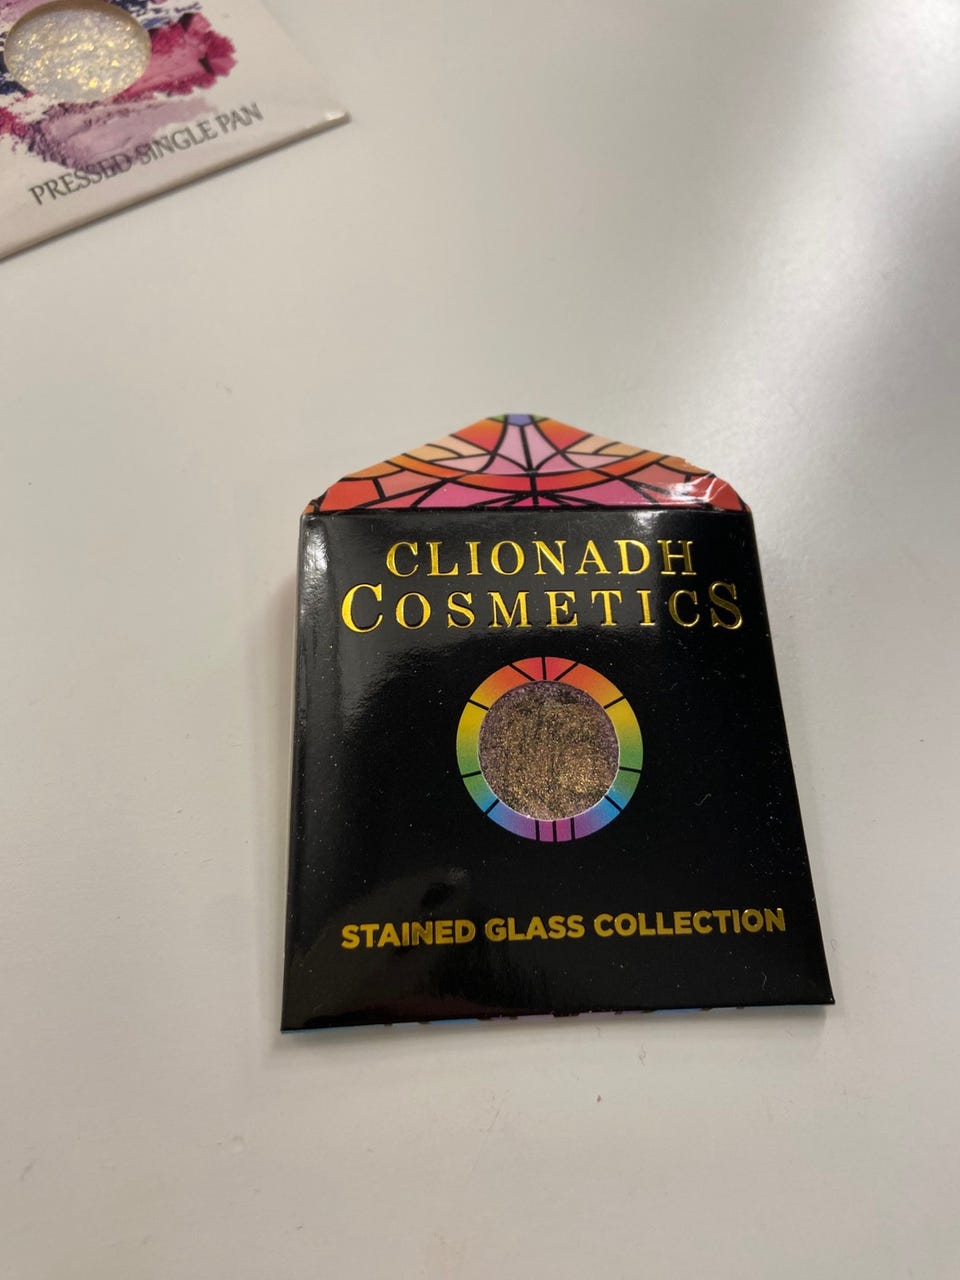 PRESSED SINGLE PAN
CLIONADH
COSMETICS
STAINED GLASS COLLECTION